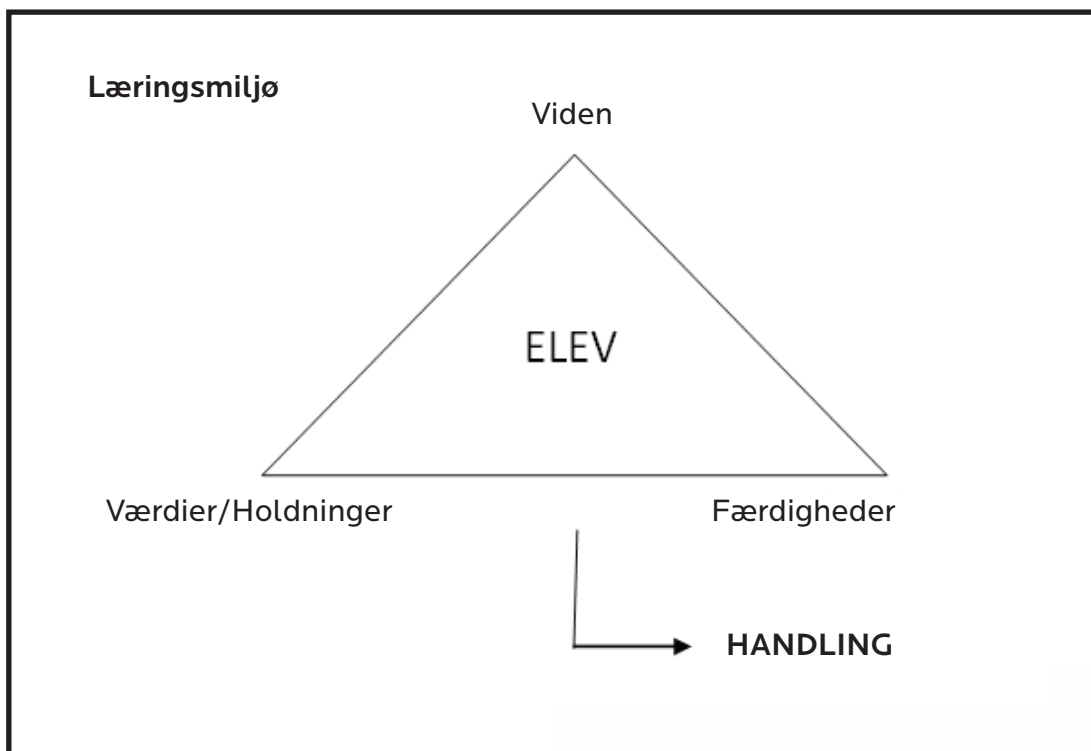 Læringsmiljø
Viden
ELEV
Værdier/Holdninger
Færdigheder
HANDLING